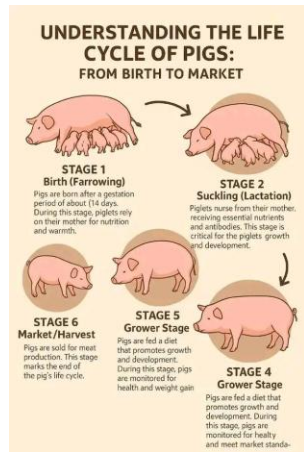 UNDERSTANDING THE LIFE
CYCLE OF PIGS:
FROM BIRTH TO MARKET
STAGE 1
Birth (Farrowing)
Pigs are born after a gestation
period of about (14 days.
During this stage, piglets rely
on their mother for nutrition
and warmth.
STAGE 2
Suckling (Lactation)
Piglets nurse from their mother,
receiving essential nutrients
and antibodies. This stage is
critical for the piglets growth
and development.
STAGE 6
Market/Harvest
Pigs are sold for meat
production. This stage
marks the end of
the pig's life cycle.
STAGE 5
Grower Stage
Pigs are fed a diet
that promotes growth
and development.
During this stage, pigs
are monitored for
health and weight gain
STAGE 4
Grower Stage
Pigs are fed a diet that
promotes growth and
development. During
this stage, pigs are
monitored for healty
and meet market standa-